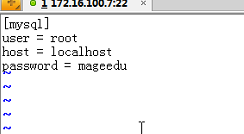 1 172.16.100.7:22 ×
[mysql]
user = root
host = localhost
password = mageedu
~
~
~
~
~